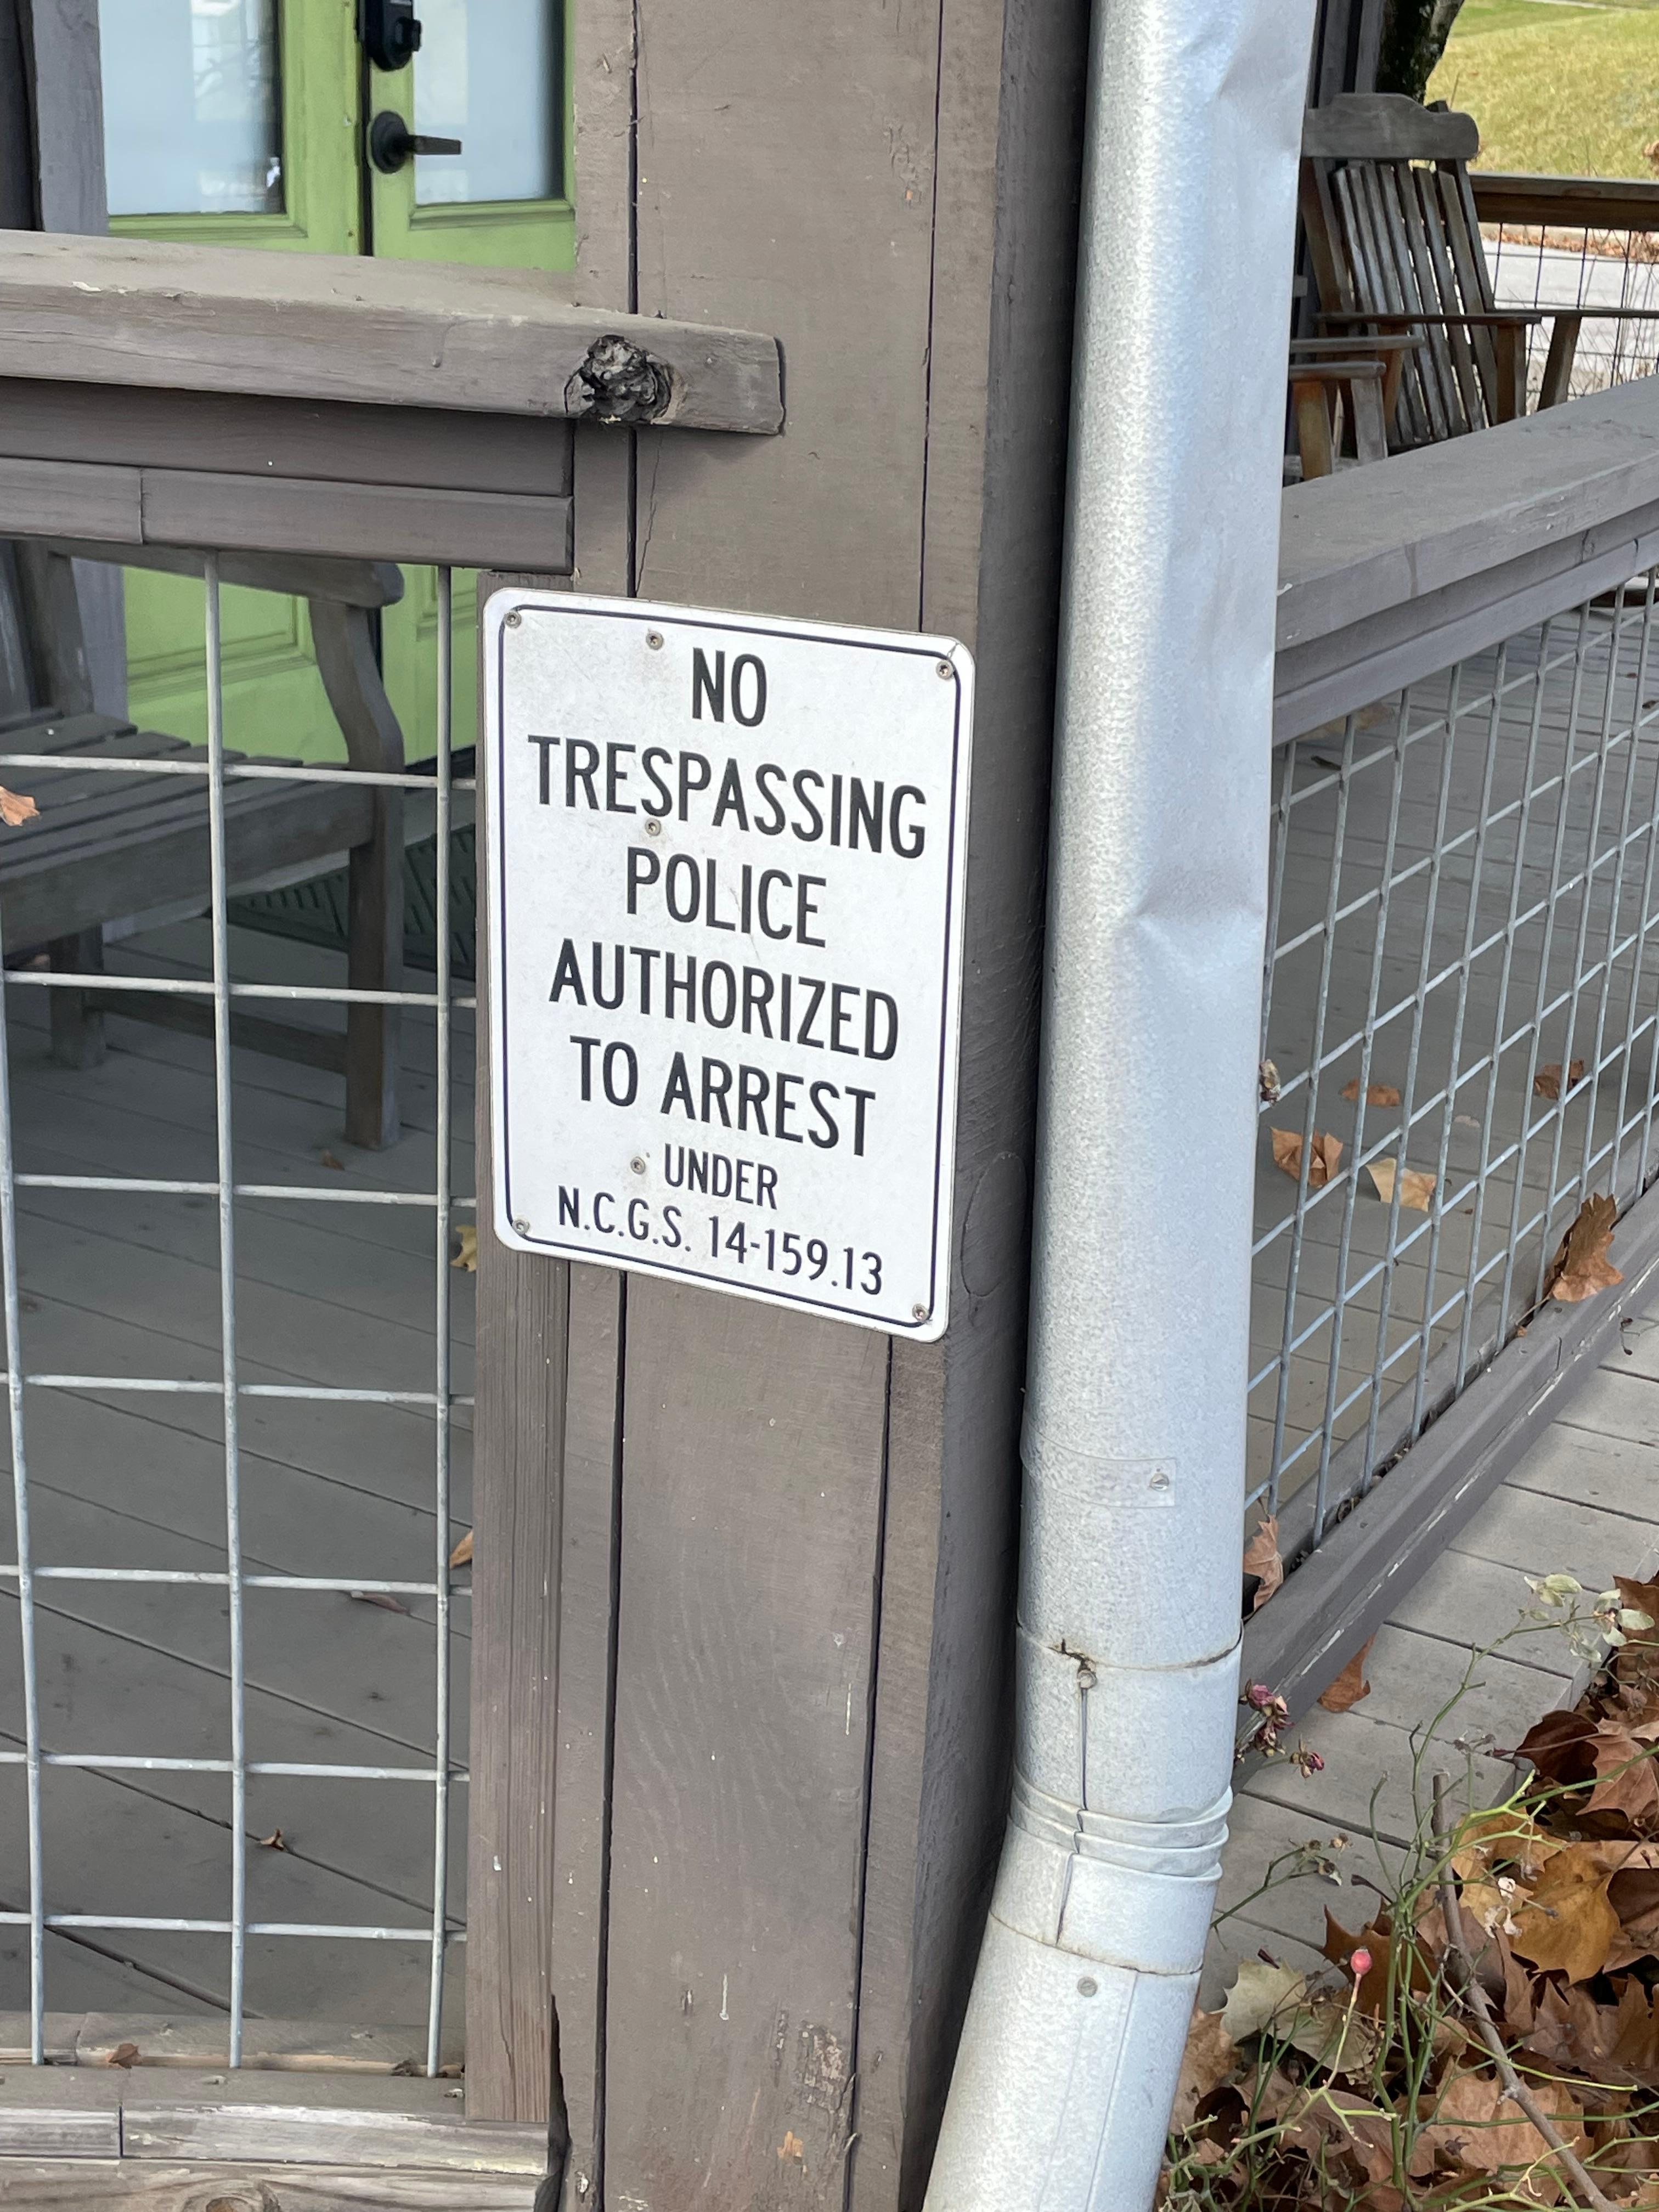 NO
TRESPASSING
POLICE
AUTHORIZED
TO ARREST
UNDER
N.C.G.S. 14-159.13